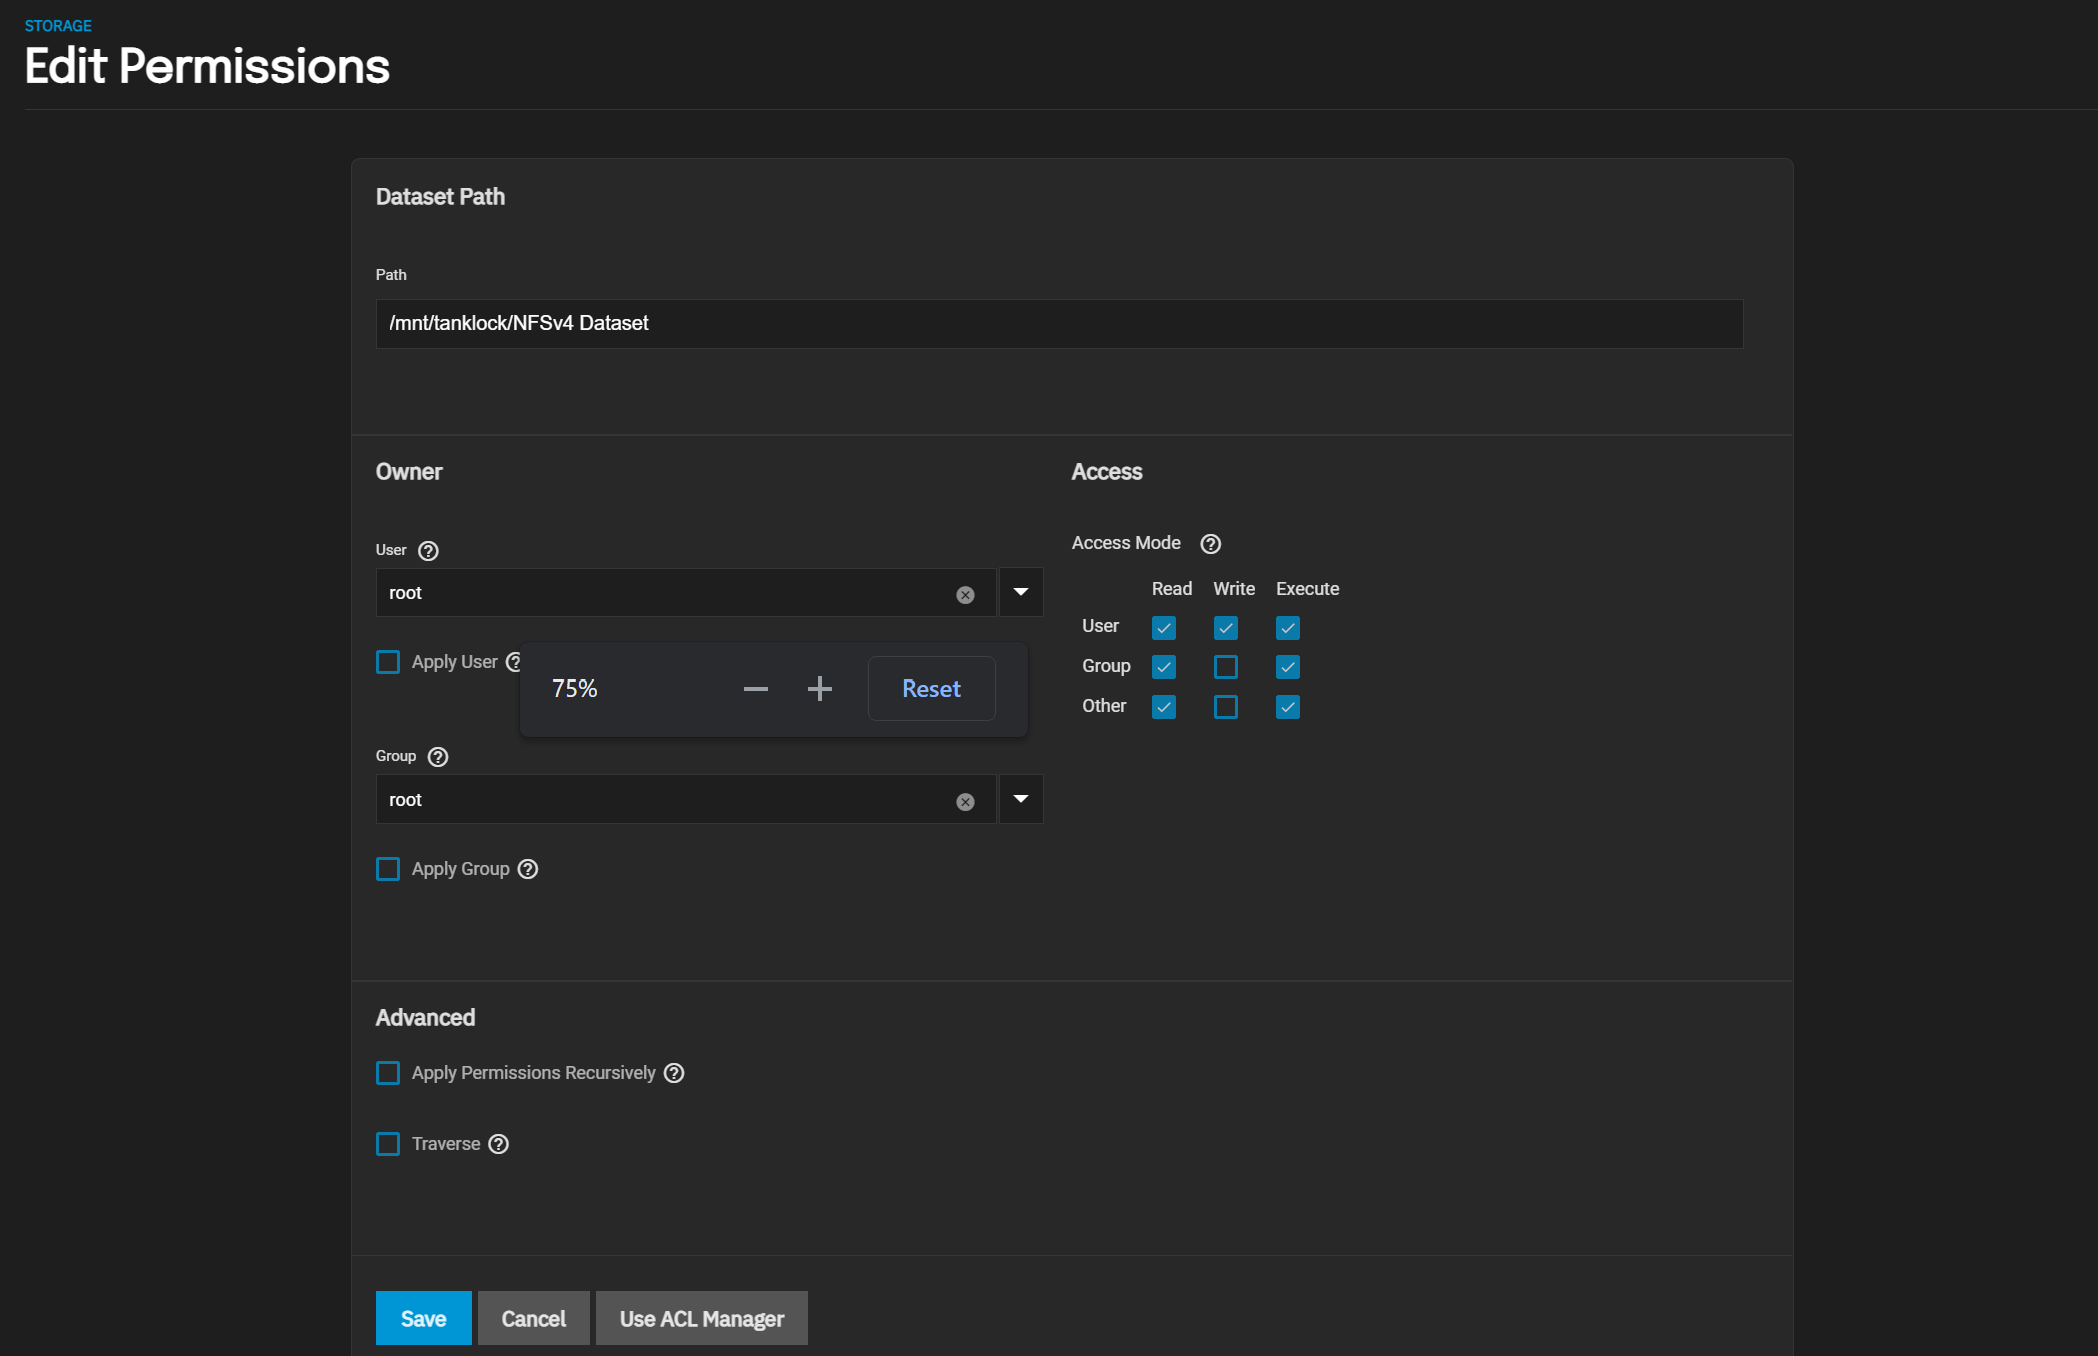 STORAGE
Edit Permissions
Dataset Path
Path
/mnt/tanklock/NFSv4 Dataset
Owner
User
root
Apply User
75%
Reset
Group
root
Apply Group
Access
Access Mode
Read Write Execute
User
Group
Other
Advanced
Apply Permissions Recursively
Traverse
Save Cancel Use ACL Manager